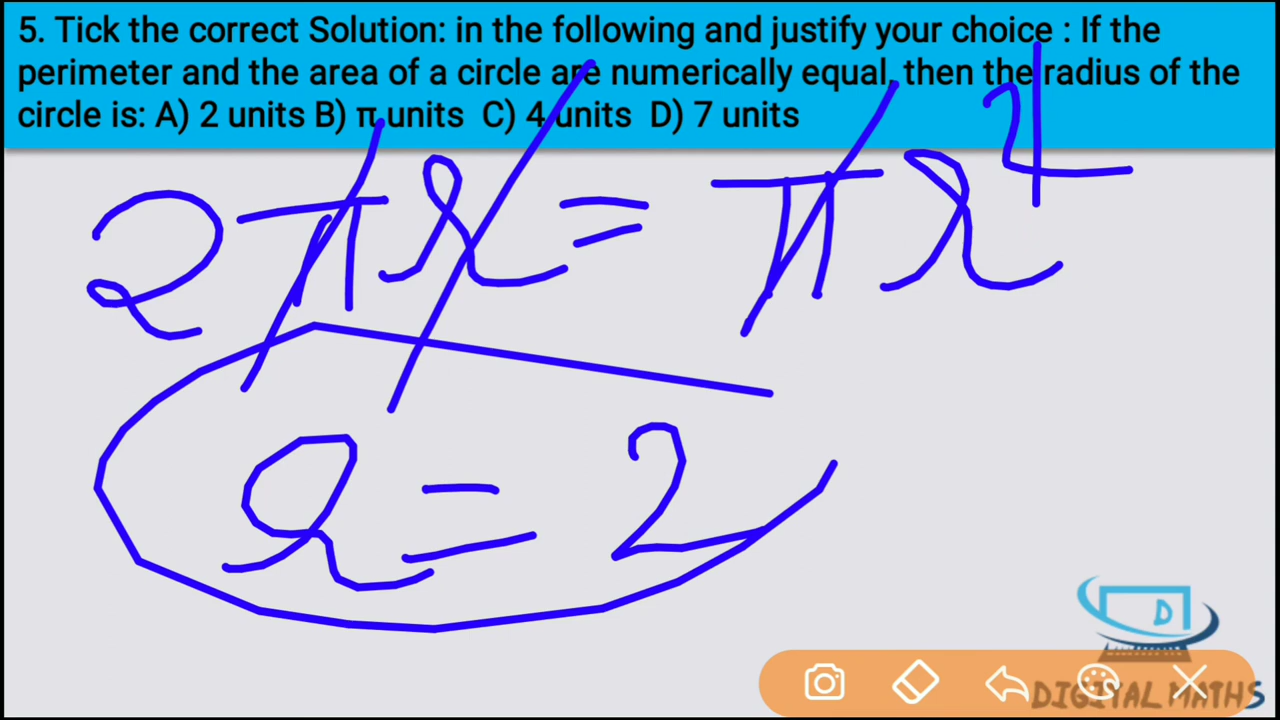 5. Tick the correct Solution: in the following and justify your choice : If the
perimeter and the area of a circle are numerically equal, then the radius of the
circle is: A) 2 units B) π units C) 4 units D) 7 units
2πr = πr²
r = 2
D
DIGITAL MATHS